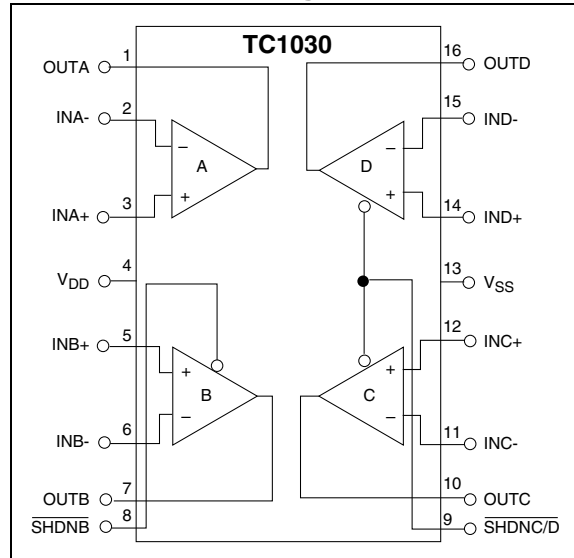 TC1030
OUTA 1
INA- 2
3
INA+
4
V_DD
INB+ 5
6
INB-
7
OUTB
8
SHDNB
16
OUTD
15
IND-
14
IND+
13
V_SS
12
INC+
11
INC-
10
OUTC
9
SHDNC/D
−
A
+
−
D
+
+
B
−
+
C
−